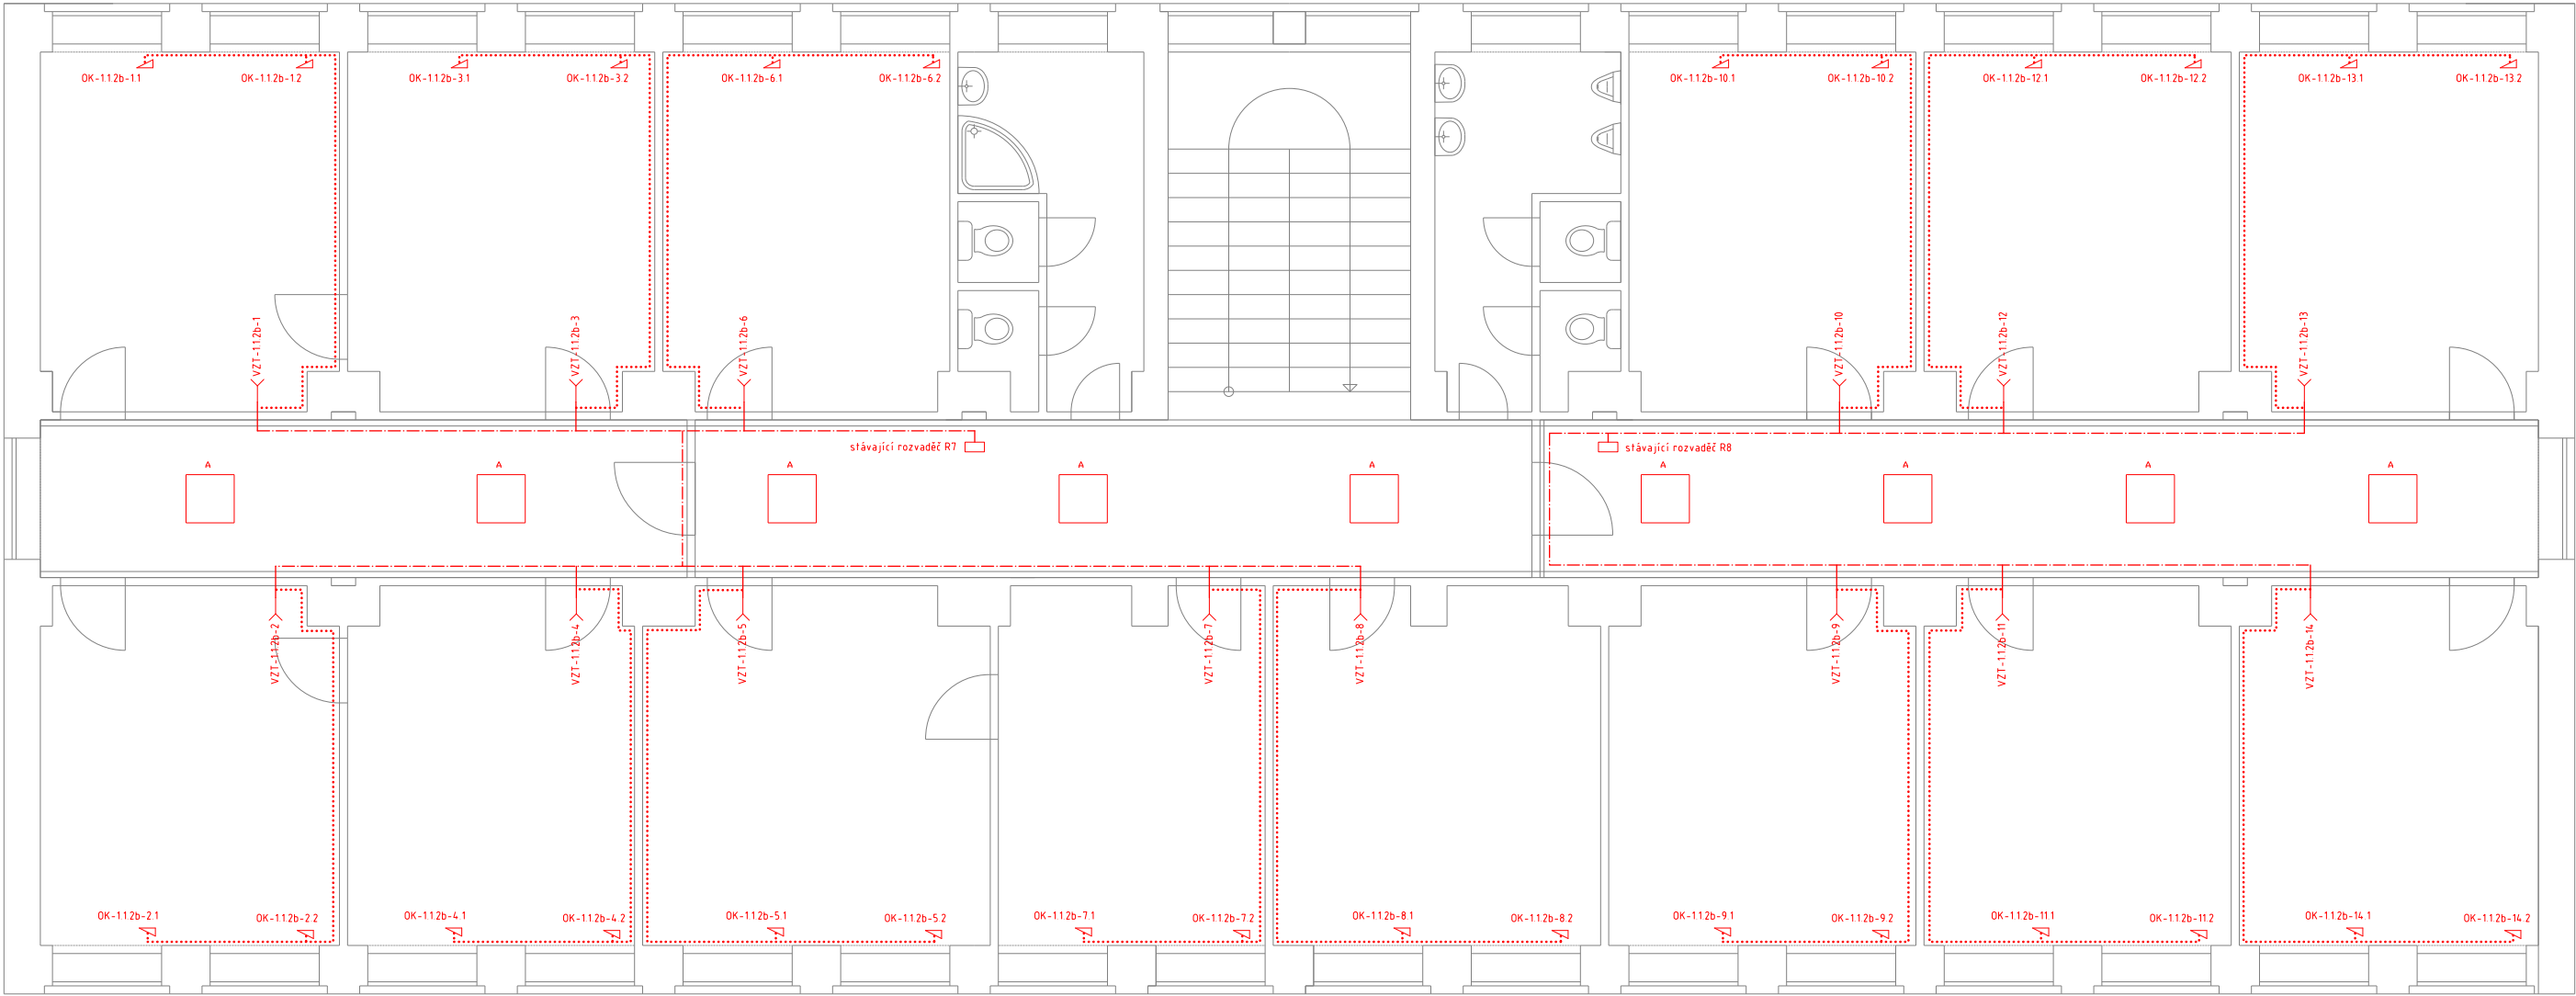 OK-1.1.2b-1.1
OK-1.1.2b-1.2
OK-1.1.2b-3.1
OK-1.1.2b-3.2
OK-1.1.2b-6.1
OK-1.1.2b-6.2
OK-1.1.2b-10.1
OK-1.1.2b-10.2
OK-1.1.2b-12.1
OK-1.1.2b-12.2
OK-1.1.2b-13.1
OK-1.1.2b-13.2
VZT-1.1.2b-1
VZT-1.1.2b-3
VZT-1.1.2b-6
VZT-1.1.2b-10
VZT-1.1.2b-12
VZT-1.1.2b-13
stávající rozvaděč R7
stávající rozvaděč R8
A
A
A
A
A
A
A
A
A
VZT-1.1.2b-2
VZT-1.1.2b-4
VZT-1.1.2b-5
VZT-1.1.2b-7
VZT-1.1.2b-8
VZT-1.1.2b-9
VZT-1.1.2b-11
VZT-1.1.2b-14
OK-1.1.2b-2.1
OK-1.1.2b-2.2
OK-1.1.2b-4.1
OK-1.1.2b-4.2
OK-1.1.2b-5.1
OK-1.1.2b-5.2
OK-1.1.2b-7.1
OK-1.1.2b-7.2
OK-1.1.2b-8.1
OK-1.1.2b-8.2
OK-1.1.2b-9.1
OK-1.1.2b-9.2
OK-1.1.2b-11.1
OK-1.1.2b-11.2
OK-1.1.2b-14.1
OK-1.1.2b-14.2